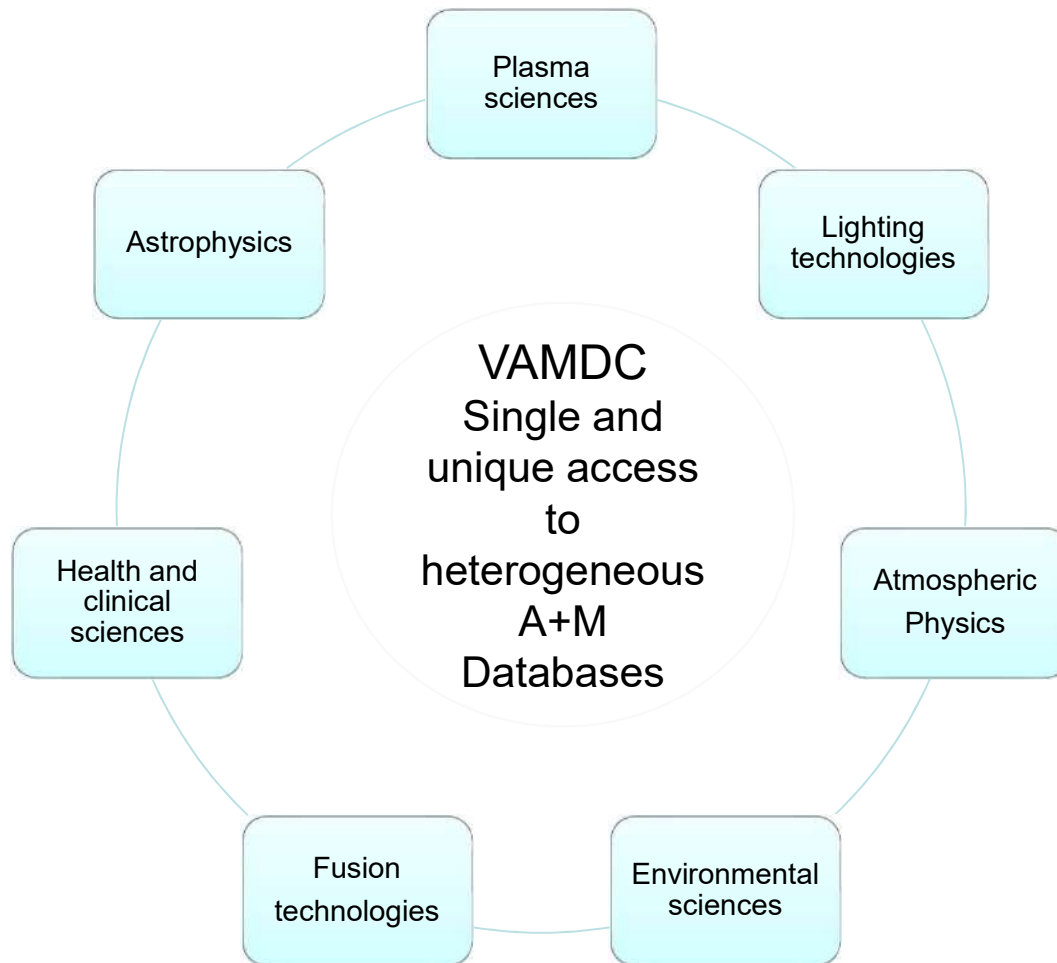 Plasma
sciences
Lighting
technologies
Atmospheric
Physics
Environmental
sciences
Fusion
technologies
Health and
clinical
sciences
Astrophysics
VAMDC
Single and
unique access
to
heterogeneous
A+M
Databases